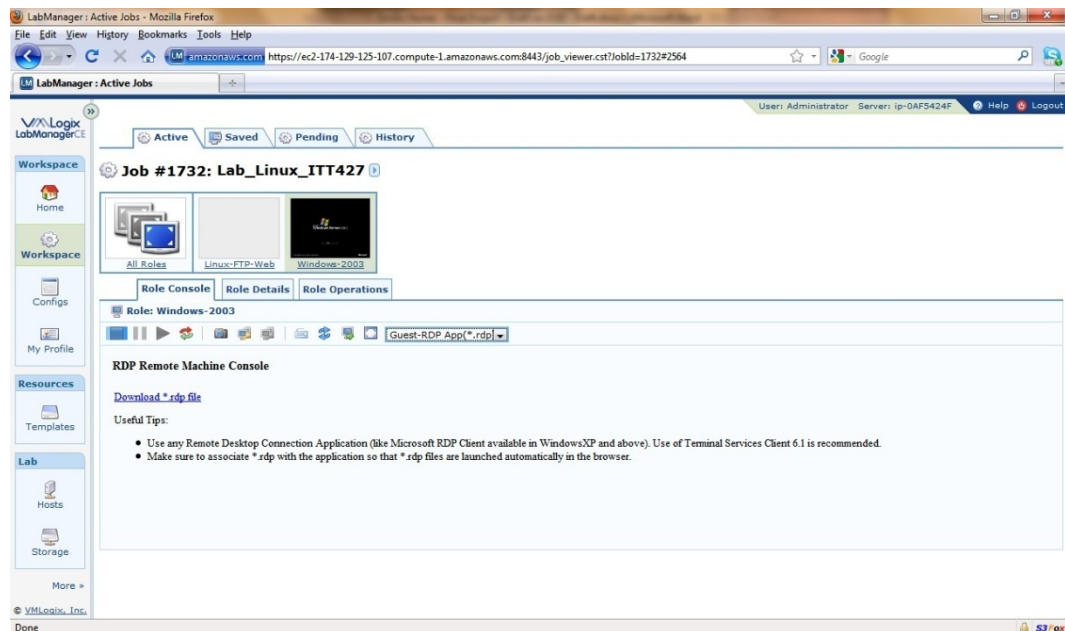 LabManager : Active Jobs - Mozilla Firefox
File Edit View History Bookmarks Tools Help
LM amazonaws.com https://ec2-174-129-125-107.compute-1.amazonaws.com:8443/job_viewer.cst?JobId=1732#2564
Google
LM LabManager : Active Jobs
User: Administrator Server: ip-0AF5424F Help Logout
VMLogix
LabManagerCE
Active Saved Pending History
Workspace
Job #1732: Lab_Linux_ITT427
Home
Workspace
All Roles Linux-FTP-Web Windows-2003
Configs
Role Console Role Details Role Operations
Role: Windows-2003
My Profile
Guest-RDP App(*.rdp
RDP Remote Machine Console
Resources
Download *.rdp file
Templates
Useful Tips:
Use any Remote Desktop Connection Application (like Microsoft RDP Client available in WindowsXP and above). Use of Terminal Services Client 6.1 is recommended.
Make sure to associate *.rdp with the application so that *.rdp files are launched automatically in the browser.
Lab
Hosts
Storage
More »
© VMLogix, Inc.
Done
S3Fox